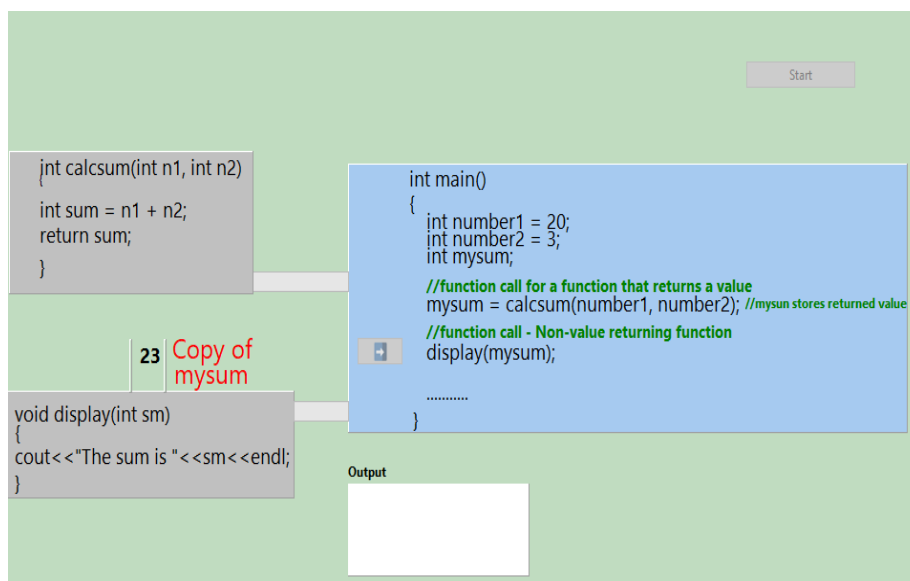 Start
int calcsum(int n1, int n2)
{
int sum = n1 + n2;
return sum;
}
int main()
{
int number1 = 20;
int number2 = 3;
int mysum;
//function call for a function that returns a value
mysum = calcsum(number1, number2); //mysun stores returned value
//function call - Non-value returning function
display(mysum);
...........
}
23 Copy of
mysum
void display(int sm)
{
cout<<"The sum is "<<sm<<endl;
}
Output